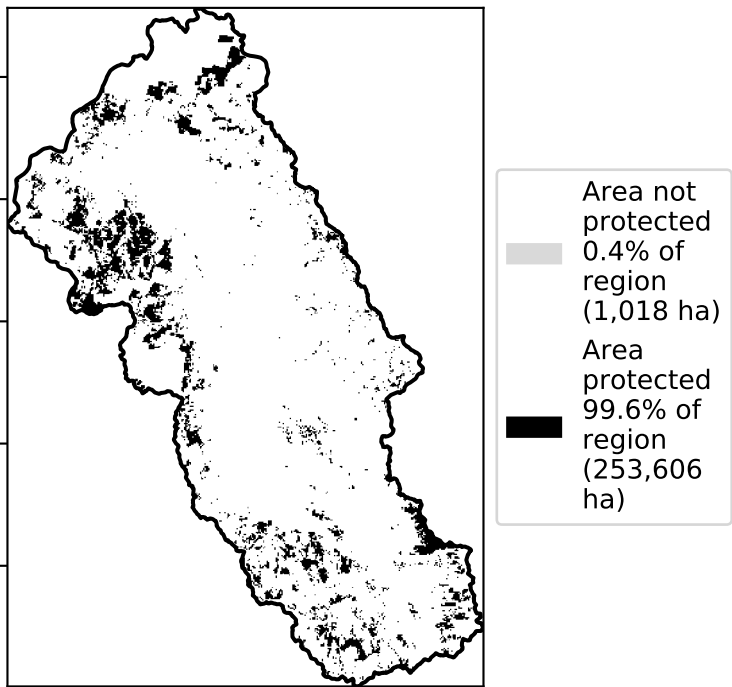 Area not
protected
0.4% of
region
(1,018 ha)
Area
protected
99.6% of
region
(253,606
ha)